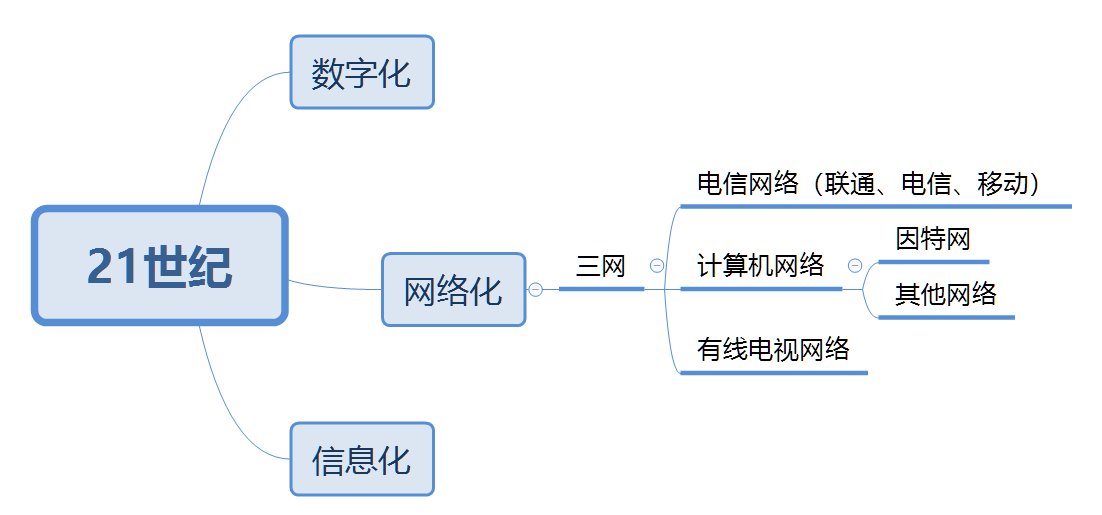 数字化
21世纪
网络化
三网
电信网络（联通、电信、移动）
计算机网络
因特网
其他网络
有线电视网络
信息化